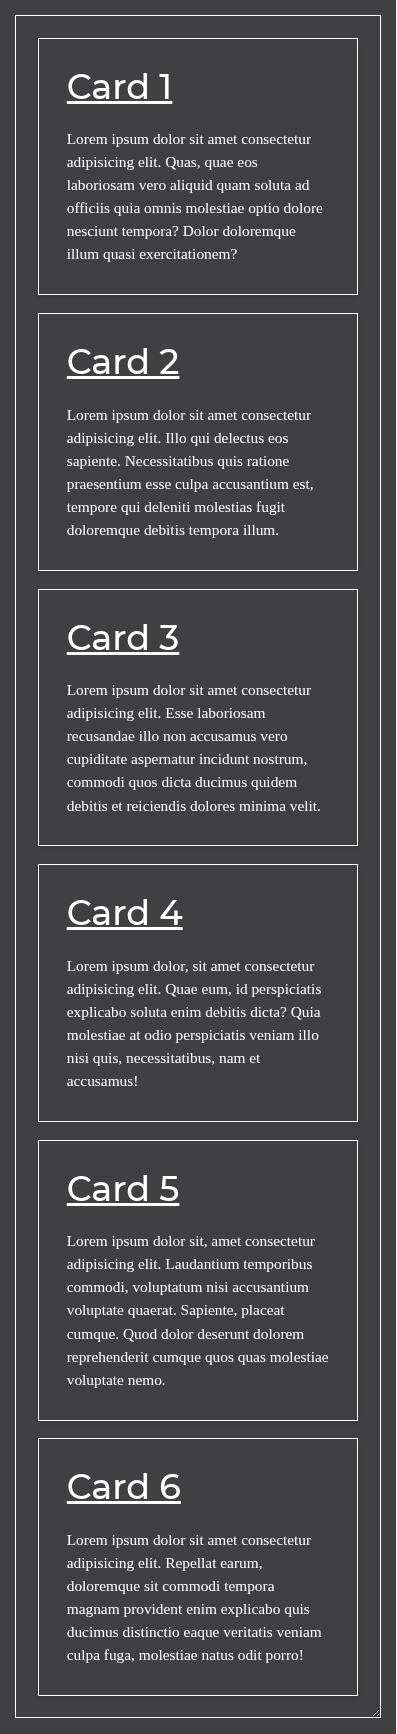 Card 1
Lorem ipsum dolor sit amet consectetur
adipisicing elit. Quas, quae eos
laboriosam vero aliquid quam soluta ad
officiis quia omnis molestiae optio dolore
nesciunt tempora? Dolor doloremque
illum quasi exercitationem?
Card 2
Lorem ipsum dolor sit amet consectetur
adipisicing elit. Illo qui delectus eos
sapiente. Necessitatibus quis ratione
praesentium esse culpa accusantium est,
tempore qui deleniti molestias fugit
doloremque debitis tempora illum.
Card 3
Lorem ipsum dolor sit amet consectetur
adipisicing elit. Esse laboriosam
recusandae illo non accusamus vero
cupiditate aspernatur incidunt nostrum,
commodi quos dicta ducimus quidem
debitis et reiciendis dolores minima velit.
Card 4
Lorem ipsum dolor, sit amet consectetur
adipisicing elit. Quae eum, id perspiciatis
explicabo soluta enim debitis dicta? Quia
molestiae at odio perspiciatis veniam illo
nisi quis, necessitatibus, nam et
accusamus!
Card 5
Lorem ipsum dolor sit, amet consectetur
adipisicing elit. Laudantium temporibus
commodi, voluptatum nisi accusantium
voluptate quaerat. Sapiente, placeat
cumque. Quod dolor deserunt dolorem
reprehenderit cumque quos quas molestiae
voluptate nemo.
Card 6
Lorem ipsum dolor sit amet consectetur
adipisicing elit. Repellat earum,
doloremque sit commodi tempora
magnam provident enim explicabo quis
ducimus distinctio eaque veritatis veniam
culpa fuga, molestiae natus odit porro!